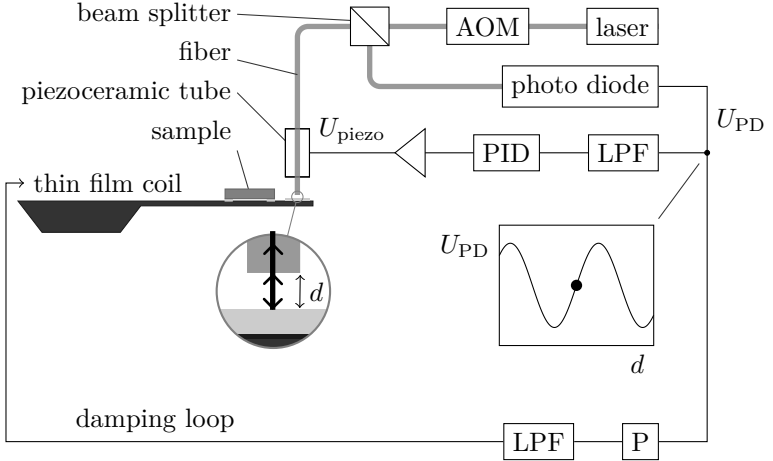 beam splitter
AOM
laser
fiber
photo diode
piezoceramic tube
U_PD
sample
U_piezo
PID
LPF
thin film coil
U_PD
d
d
damping loop
LPF
P